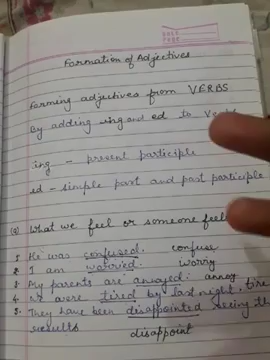 DATE
PAGE
Formation of Adjectives
Forming adjectives from VERBS
By adding ing and ed to Verbs
ing - present participle
ed - simple past and past participle
(a) What we feel or someone feel
1. He was confused. confuse
2. I am worried. worry
3. My parents are annoyed. annoy
4. We were tired by last night. tire
5. They have been disappointed seeing the
results
disappoint